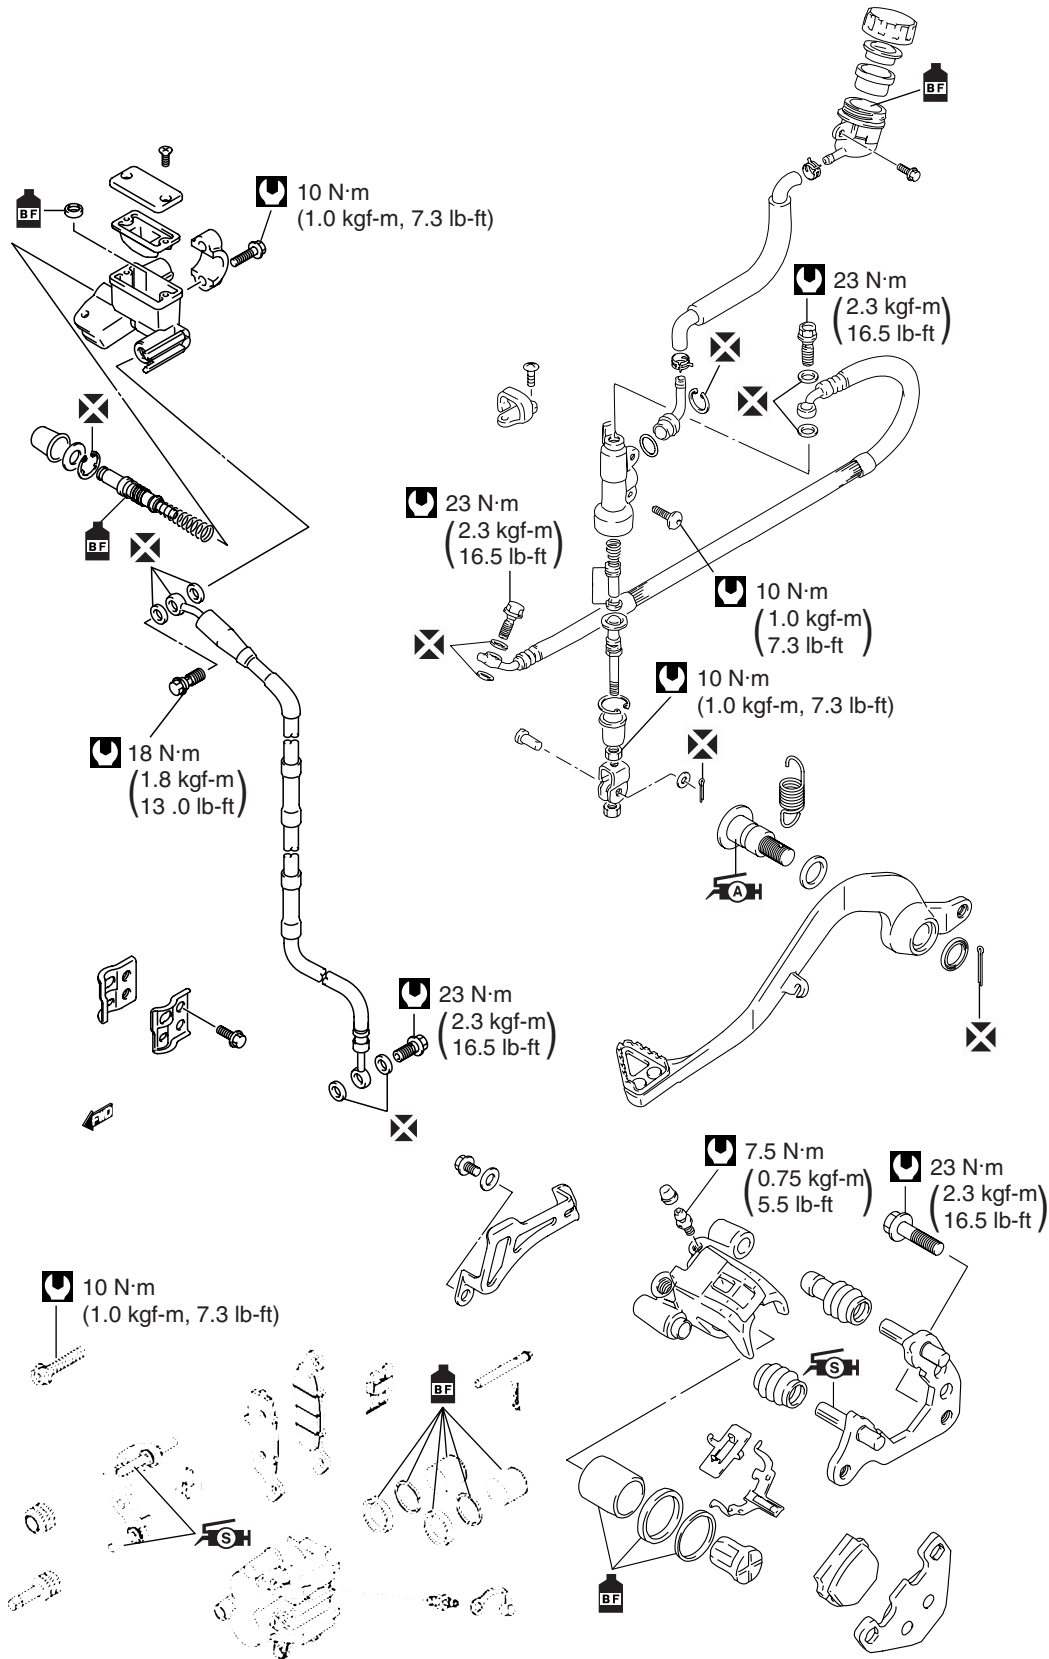 BF
BF
10 N·m
(1.0 kgf-m, 7.3 lb-ft)
23 N·m
(2.3 kgf-m
16.5 lb-ft)
23 N·m
(2.3 kgf-m
16.5 lb-ft)
BF
10 N·m
(1.0 kgf-m
7.3 lb-ft)
10 N·m
(1.0 kgf-m, 7.3 lb-ft)
18 N·m
(1.8 kgf-m
13 .0 lb-ft)
A
23 N·m
(2.3 kgf-m
16.5 lb-ft)
7.5 N·m
(0.75 kgf-m
5.5 lb-ft)
23 N·m
(2.3 kgf-m
16.5 lb-ft)
10 N·m
(1.0 kgf-m, 7.3 lb-ft)
S
BF
S
BF